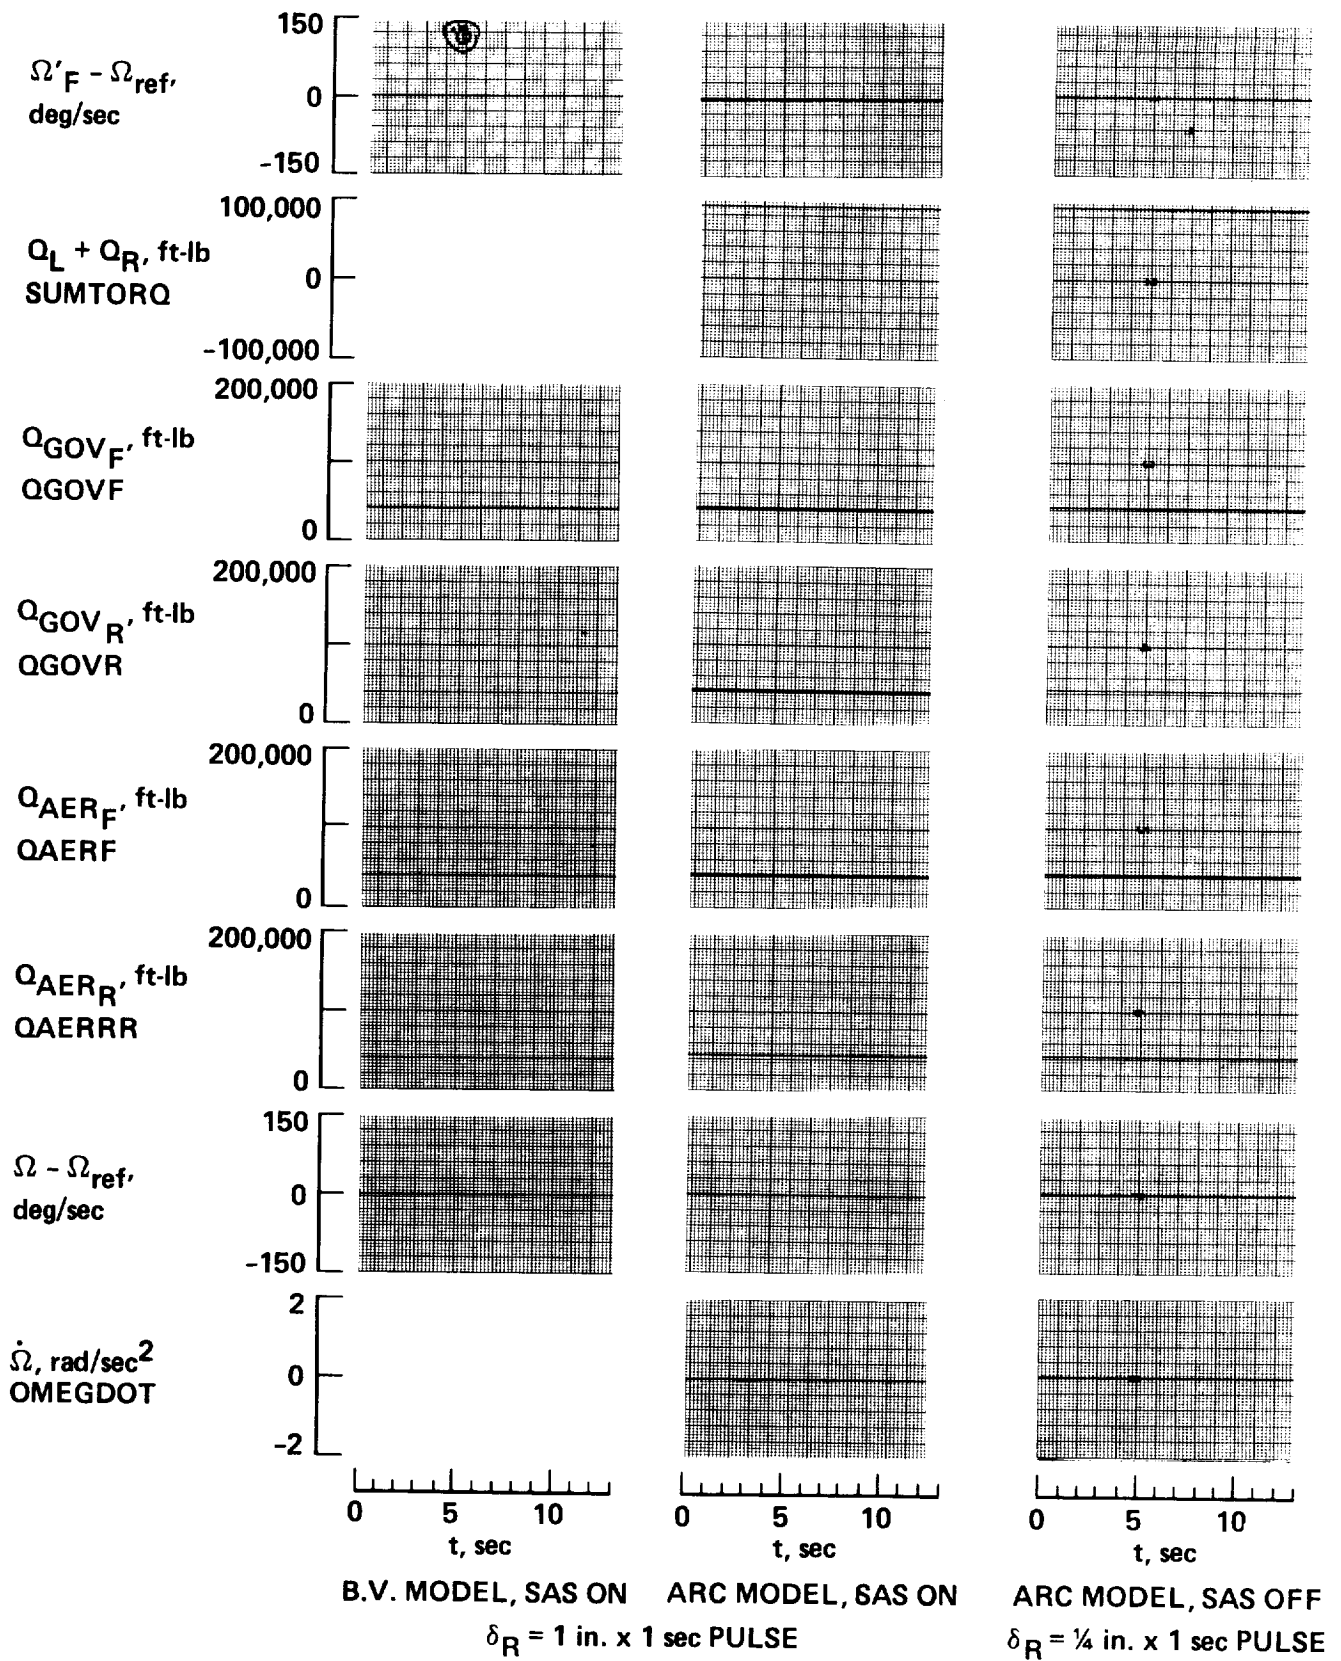 150
Ω'F - Ωref,
deg/sec
0
-150
100,000
QL + QR, ft-lb
SUMTORQ
0
-100,000
200,000
QGOVF, ft-lb
QGOVF
0
200,000
QGOVR, ft-lb
QGOVR
0
200,000
QAERF, ft-lb
QAERF
0
200,000
QAERR, ft-lb
QAERRR
0
150
Ω - Ωref,
deg/sec
0
-150
2
Ω̇, rad/sec2
OMEGDOT
0
-2
0 5 10
t, sec
0 5 10
t, sec
0 5 10
t, sec
B.V. MODEL, SAS ON
ARC MODEL, SAS ON
ARC MODEL, SAS OFF
δR = 1 in. x 1 sec PULSE
δR = ¼ in. x 1 sec PULSE